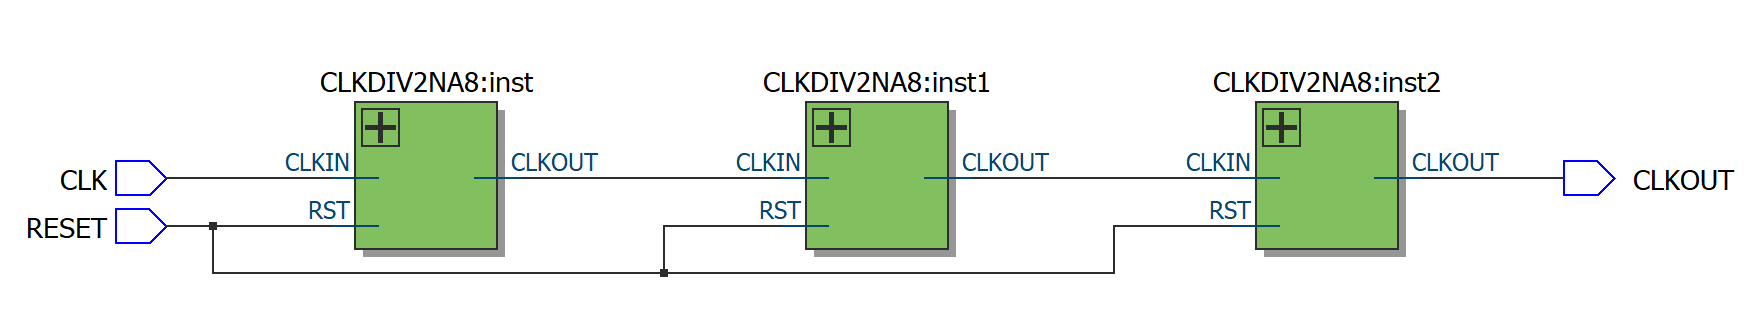 CLKDIV2NA8:inst
CLKDIV2NA8:inst1
CLKDIV2NA8:inst2
CLK
CLKIN
CLKOUT
CLKIN
CLKOUT
CLKIN
CLKOUT
CLKOUT
RESET
RST
RST
RST